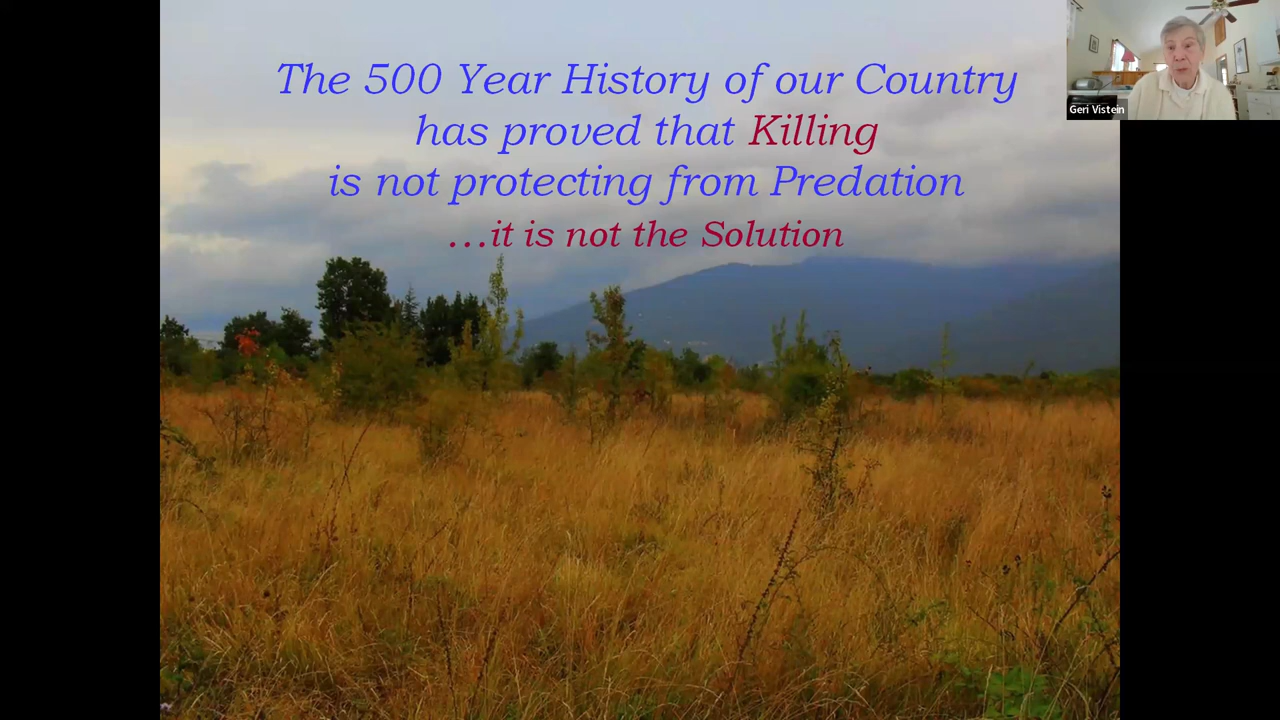 The 500 Year History of our Country
has proved that Killing
is not protecting from Predation
...it is not the Solution
Geri Vistein